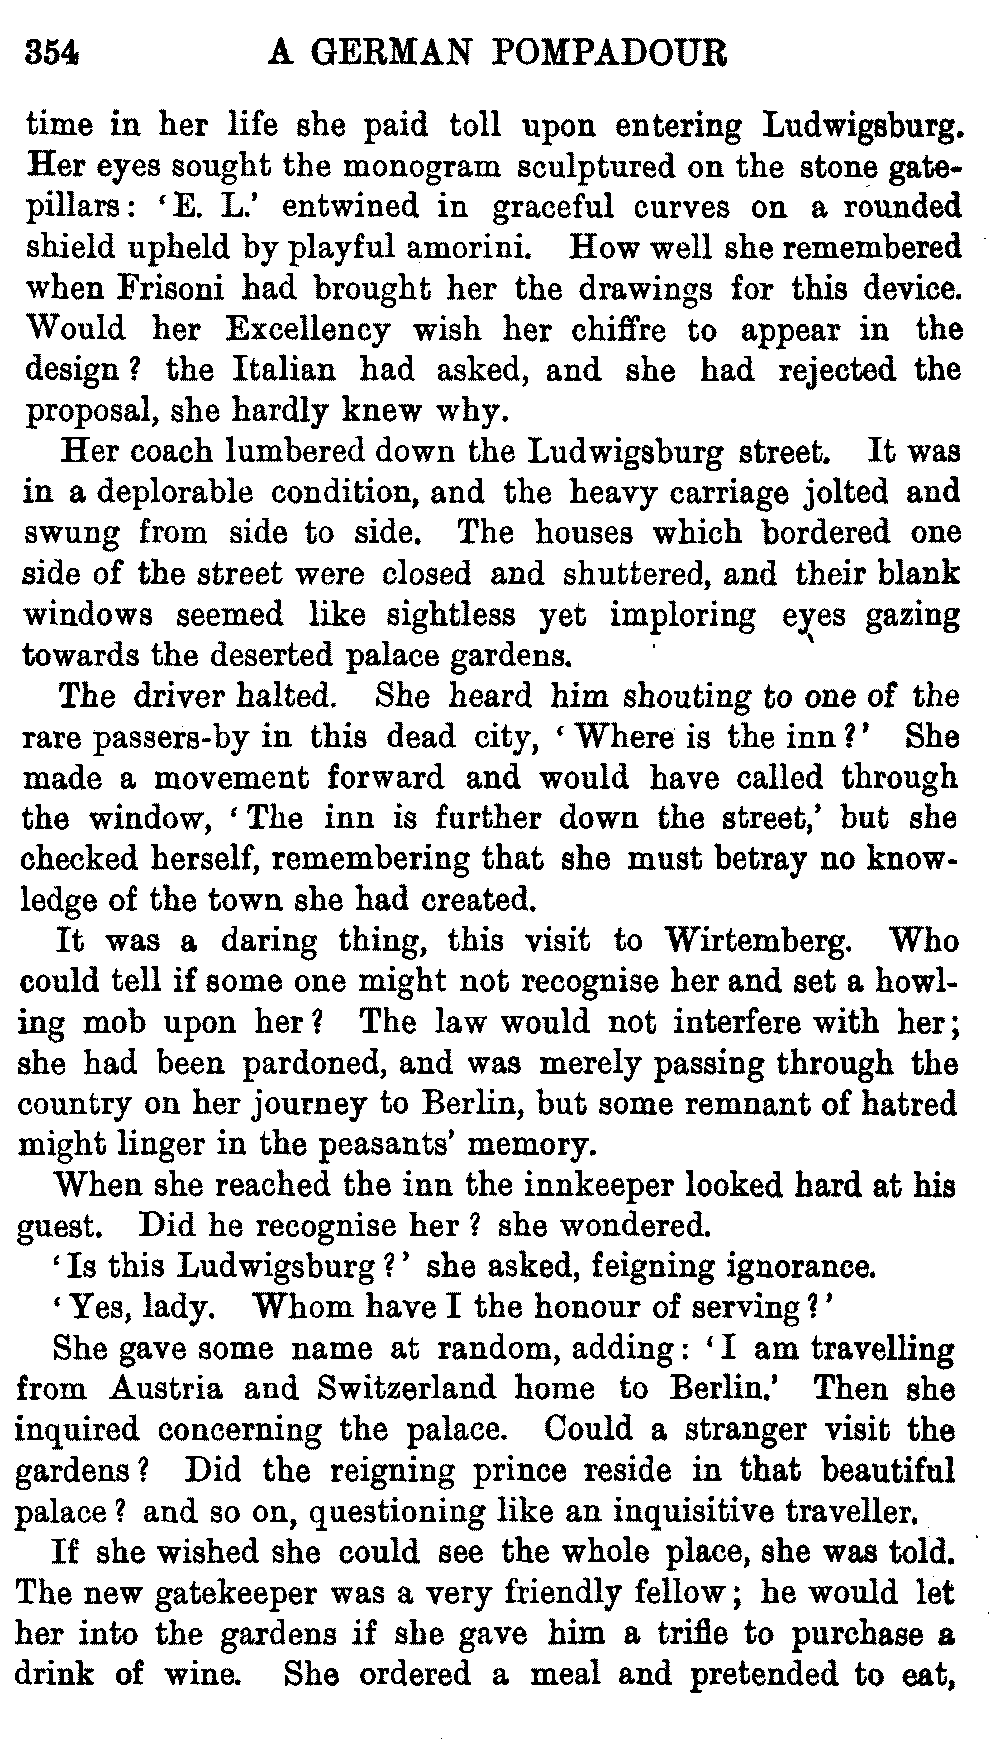 354 A GERMAN POMPADOUR
time in her life she paid toll upon entering Ludwigsburg.
Her eyes sought the monogram sculptured on the stone gate-
pillars: ‘E. L.’ entwined in graceful curves on a rounded
shield upheld by playful amorini. How well she remembered
when Frisoni had brought her the drawings for this device.
Would her Excellency wish her chiffre to appear in the
design? the Italian had asked, and she had rejected the
proposal, she hardly knew why.
Her coach lumbered down the Ludwigsburg street. It was
in a deplorable condition, and the heavy carriage jolted and
swung from side to side. The houses which bordered one
side of the street were closed and shuttered, and their blank
windows seemed like sightless yet imploring eyes gazing
towards the deserted palace gardens.
The driver halted. She heard him shouting to one of the
rare passers-by in this dead city, ‘Where is the inn?’ She
made a movement forward and would have called through
the window, ‘The inn is further down the street,’ but she
checked herself, remembering that she must betray no know-
ledge of the town she had created.
It was a daring thing, this visit to Wirtemberg. Who
could tell if some one might not recognise her and set a howl-
ing mob upon her? The law would not interfere with her;
she had been pardoned, and was merely passing through the
country on her journey to Berlin, but some remnant of hatred
might linger in the peasants’ memory.
When she reached the inn the innkeeper looked hard at his
guest. Did he recognise her? she wondered.
‘Is this Ludwigsburg?’ she asked, feigning ignorance.
‘Yes, lady. Whom have I the honour of serving?’
She gave some name at random, adding: ‘I am travelling
from Austria and Switzerland home to Berlin.’ Then she
inquired concerning the palace. Could a stranger visit the
gardens? Did the reigning prince reside in that beautiful
palace? and so on, questioning like an inquisitive traveller.
If she wished she could see the whole place, she was told.
The new gatekeeper was a very friendly fellow; he would let
her into the gardens if she gave him a trifle to purchase a
drink of wine. She ordered a meal and pretended to eat,